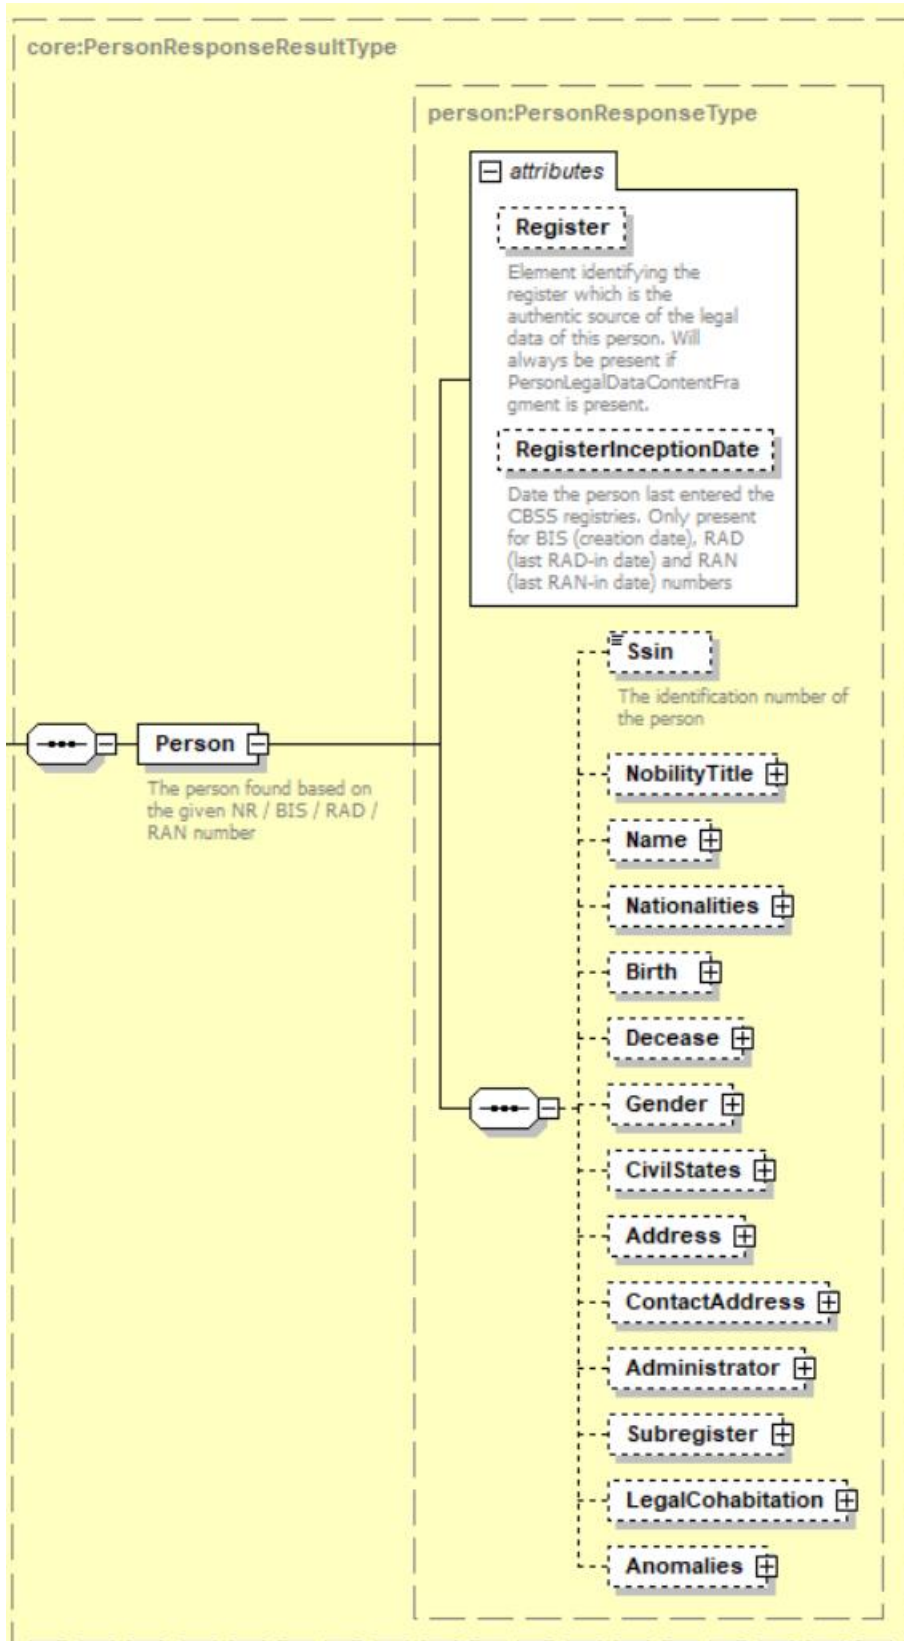 core:PersonResponseResultType
person:PersonResponseType
attributes
Register
Element identifying the
register which is the
authentic source of the legal
data of this person. Will
always be present if
PersonLegalDataContentFra
gment is present.
RegisterInceptionDate
Date the person last entered the
CBSS registries. Only present
for BIS (creation date), RAD
(last RAD-in date) and RAN
(last RAN-in date) numbers
Person
The person found based on
the given NR / BIS / RAD /
RAN number
Ssin
The identification number of
the person
NobilityTitle
Name
Nationalities
Birth
Decease
Gender
CivilStates
Address
ContactAddress
Administrator
Subregister
LegalCohabitation
Anomalies